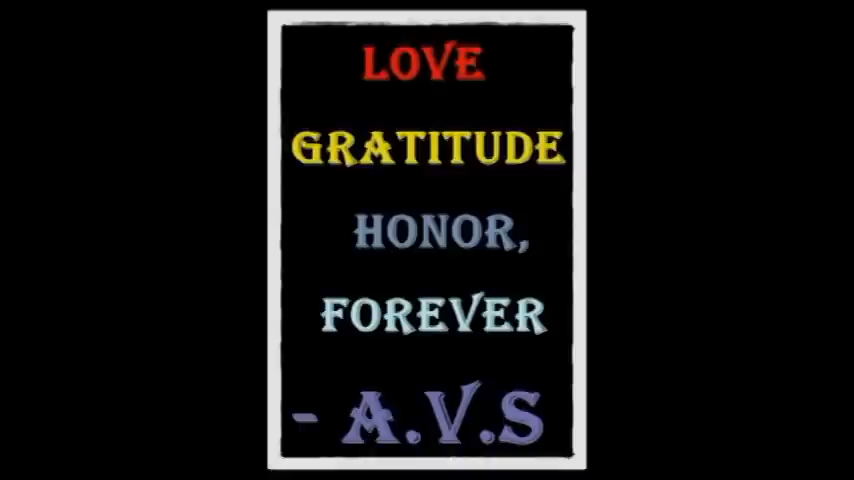 LOVE
GRATITUDE
HONOR,
FOREVER
- A.V.S